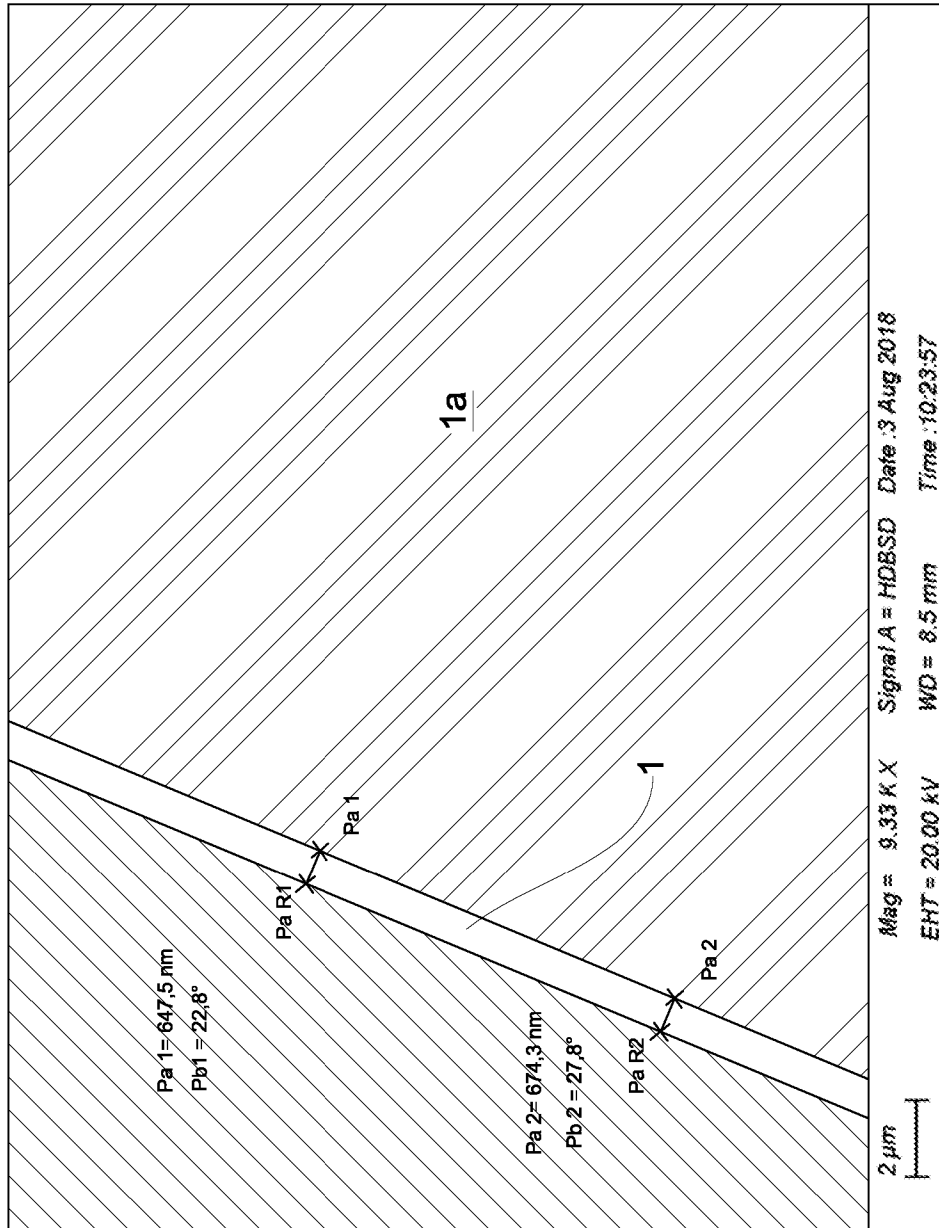 Pa 1= 647,5 nm
Pb1 = 22,8°
Pa R1
Pa 1
1a
Pa 2= 674,3 nm
Pb 2 = 27,8°
Pa R2
Pa 2
1
2 µm
Mag = 9.33 K X
Signal A = HDBSD
Date :3 Aug 2018
EHT = 20.00 kV
WD = 8.5 mm
Time :10:23:57